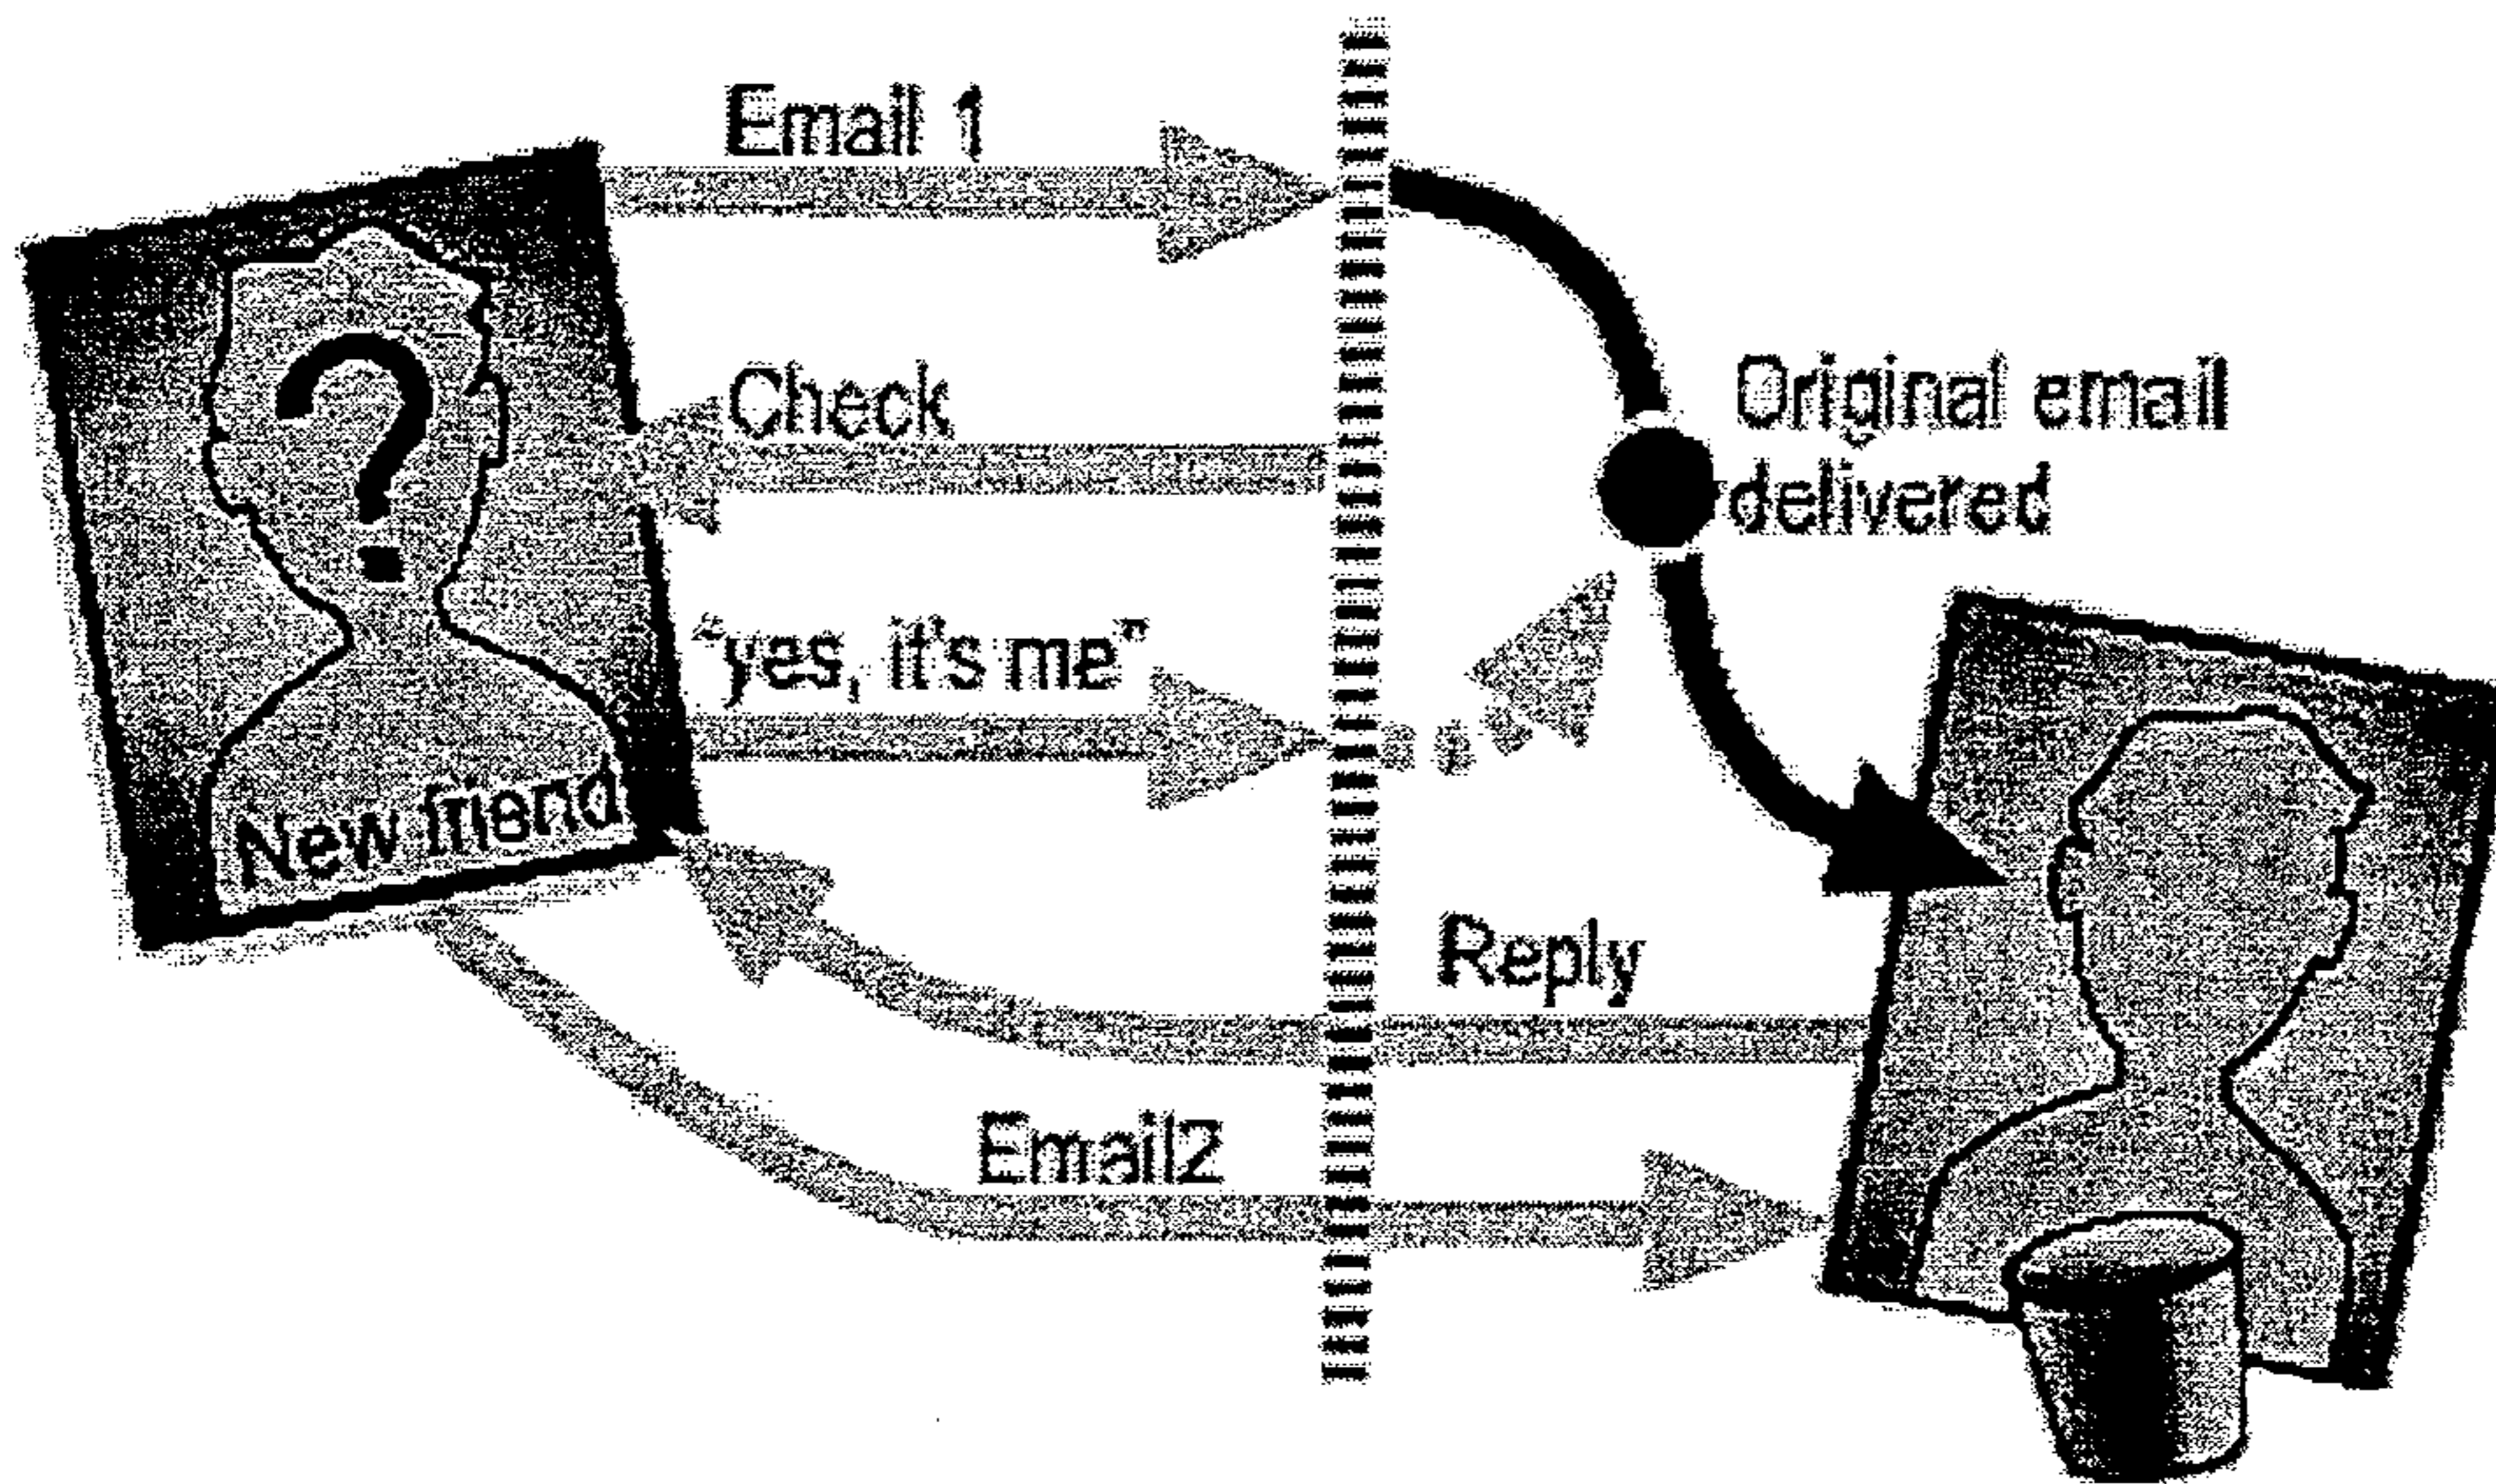 Email 1
Check
Original email
delivered
"yes, it's me"
New friend
Reply
Email2
?